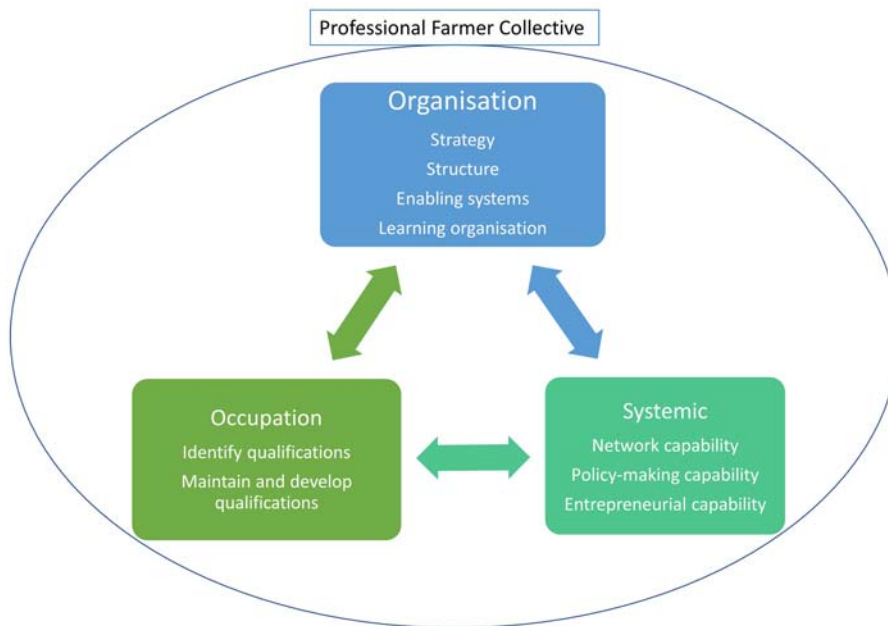 Professional Farmer Collective
Organisation
Strategy
Structure
Enabling systems
Learning organisation
Occupation
Identify qualifications
Maintain and develop
qualifications
Systemic
Network capability
Policy-making capability
Entrepreneurial capability